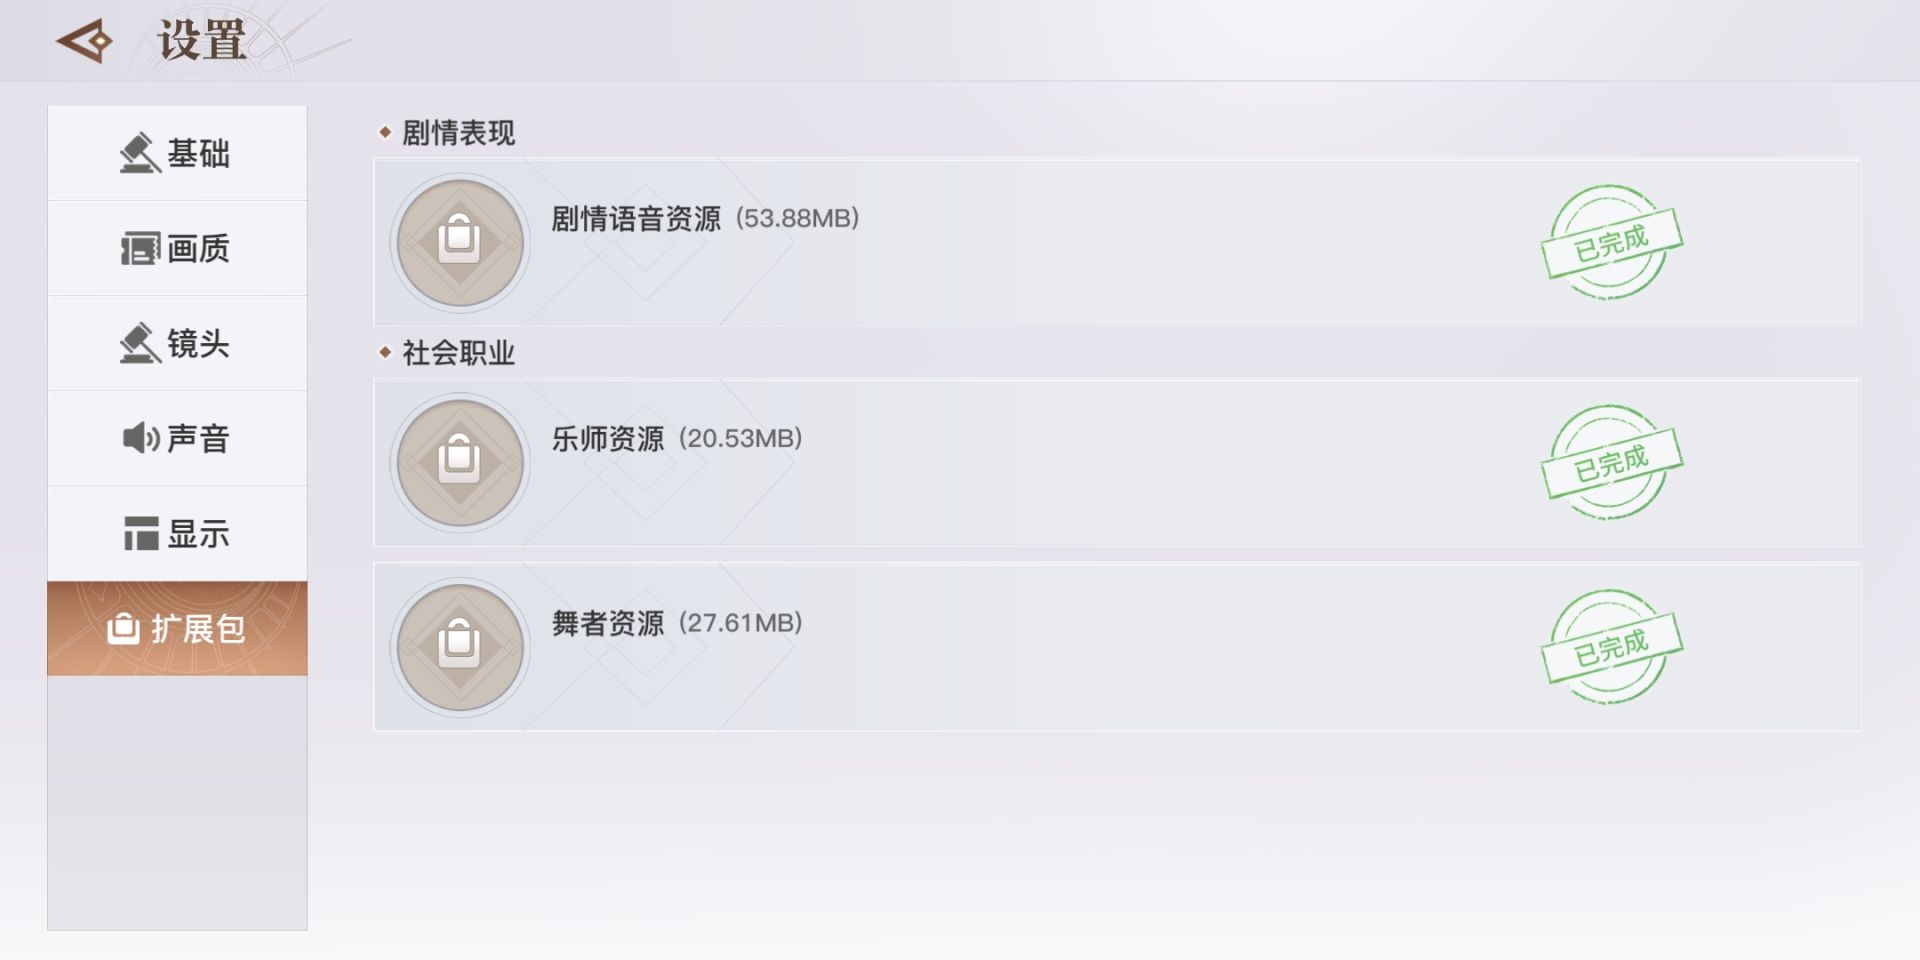 设置
基础
画质
镜头
声音
显示
扩展包
剧情表现
剧情语音资源 (53.88MB)
已完成
社会职业
乐师资源 (20.53MB)
已完成
舞者资源 (27.61MB)
已完成